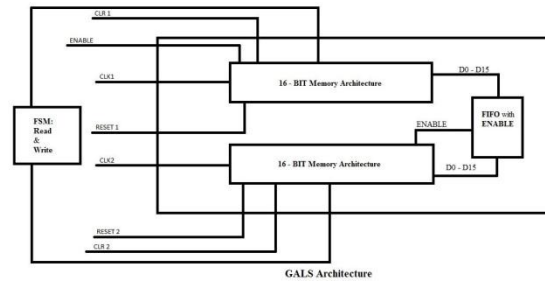 CLR 1
ENABLE
D0 - D15
CLK1
16 - BIT Memory Architecture
FIFO with
ENABLE
FSM:
Read
&
Write
RESET 1
ENABLE
CLK2
16 - BIT Memory Architecture
D0 - D15
RESET 2
CLR 2
GALS Architecture